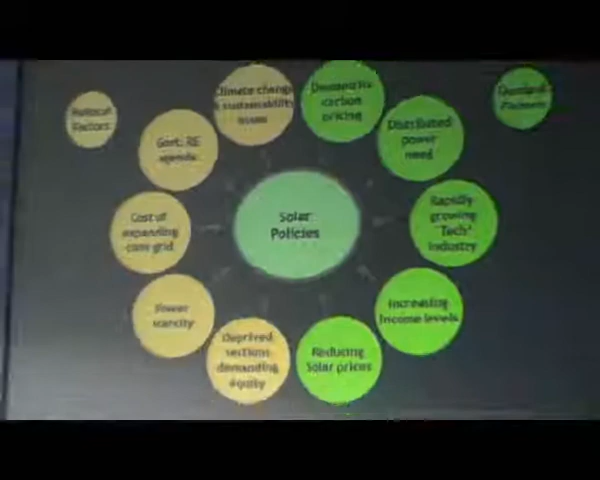 Political
Factors
Climate change
& sustainability
issues
Domestic
carbon
pricing
Demand
Factors
Govt. RE
agenda
Distributed
power
need
Cost of
expanding
conv grid
Solar
Policies
Rapidly
growing
'Tech'
industry
Power
scarcity
Increasing
Income levels
Deprived
sections
demanding
equity
Reducing
Solar prices